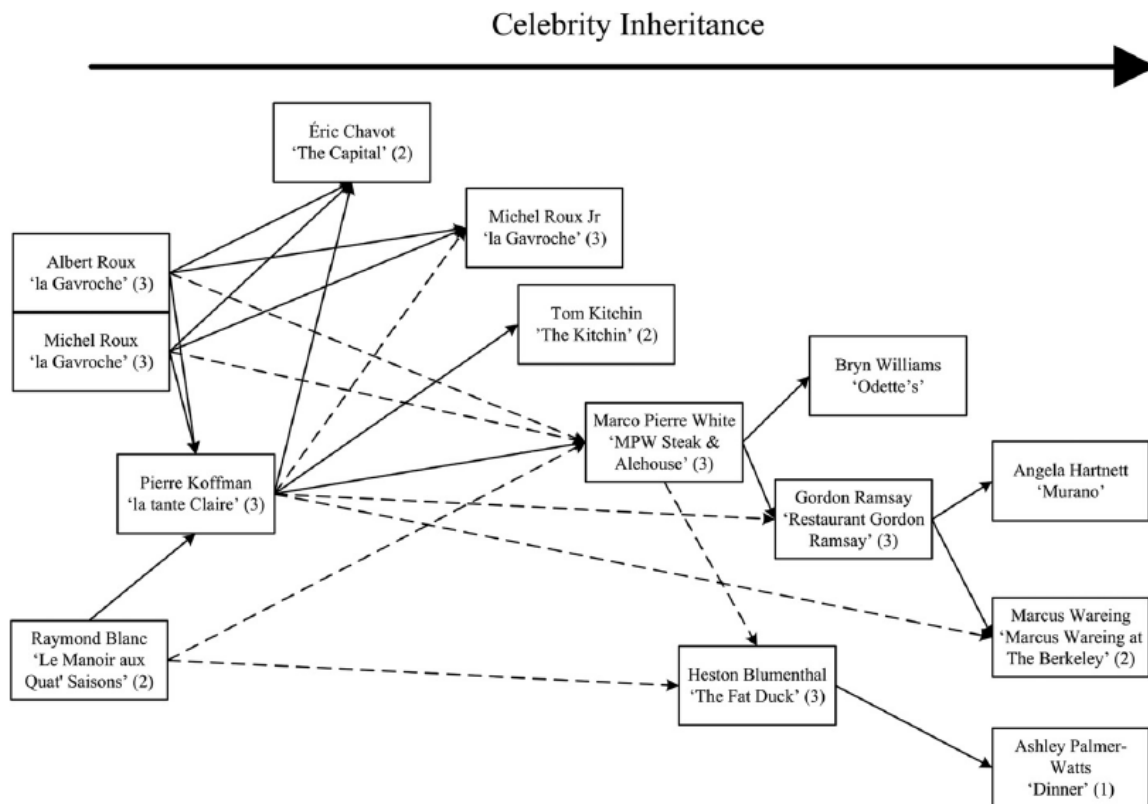 Celebrity Inheritance
Éric Chavot
‘The Capital’ (2)
Michel Roux Jr
‘la Gavroche’ (3)
Albert Roux
‘la Gavroche’ (3)
Michel Roux
‘la Gavroche’ (3)
Tom Kitchin
‘The Kitchin’ (2)
Bryn Williams
‘Odette’s’
Marco Pierre White
‘MPW Steak &
Alehouse’ (3)
Pierre Koffman
‘la tante Claire’ (3)
Gordon Ramsay
‘Restaurant Gordon
Ramsay’ (3)
Angela Hartnett
‘Murano’
Raymond Blanc
‘Le Manoir aux
Quat' Saisons’ (2)
Heston Blumenthal
‘The Fat Duck’ (3)
Marcus Wareing
‘Marcus Wareing at
The Berkeley’ (2)
Ashley Palmer-
Watts
‘Dinner’ (1)